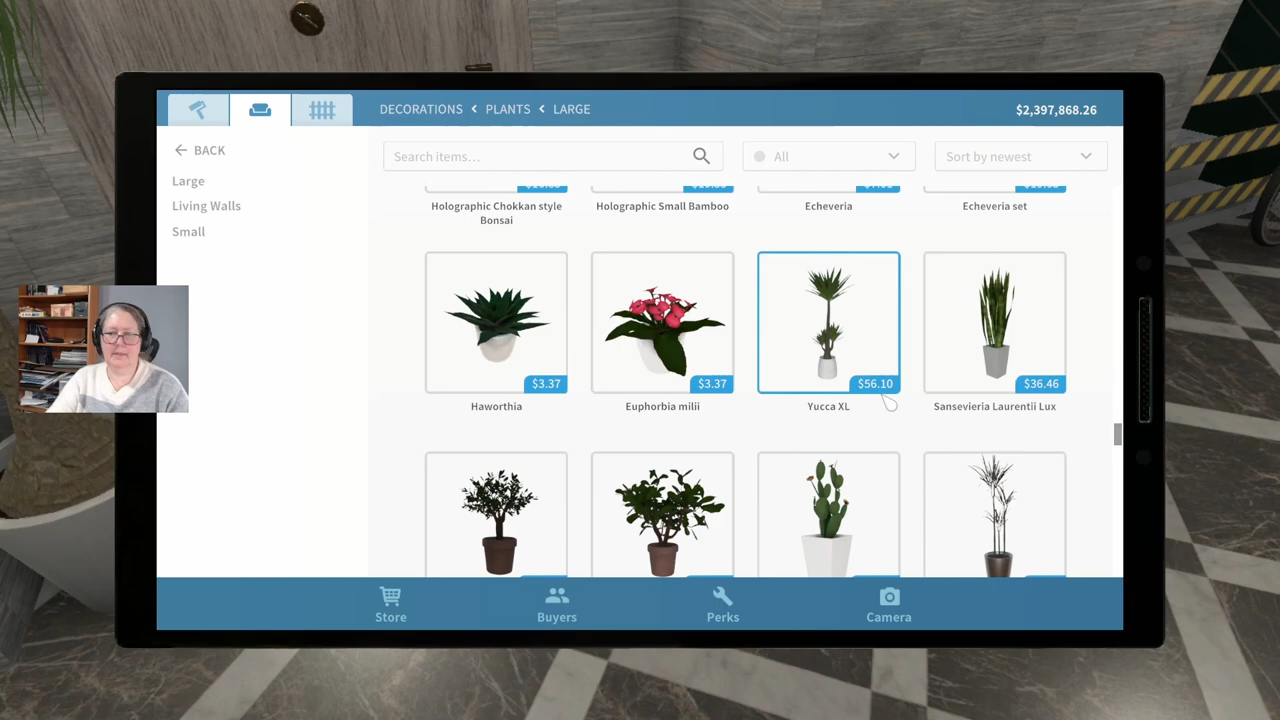 DECORATIONS < PLANTS < LARGE
$2,397,868.26
BACK
Search items...
All
Sort by newest
Large
Living Walls
Small
Holographic Chokkan style
Bonsai
Holographic Small Bamboo
Echeveria
Echeveria set
$3.37
$3.37
$56.10
$36.46
Haworthia
Euphorbia milii
Yucca XL
Sansevieria Laurentii Lux
Store
Buyers
Perks
Camera